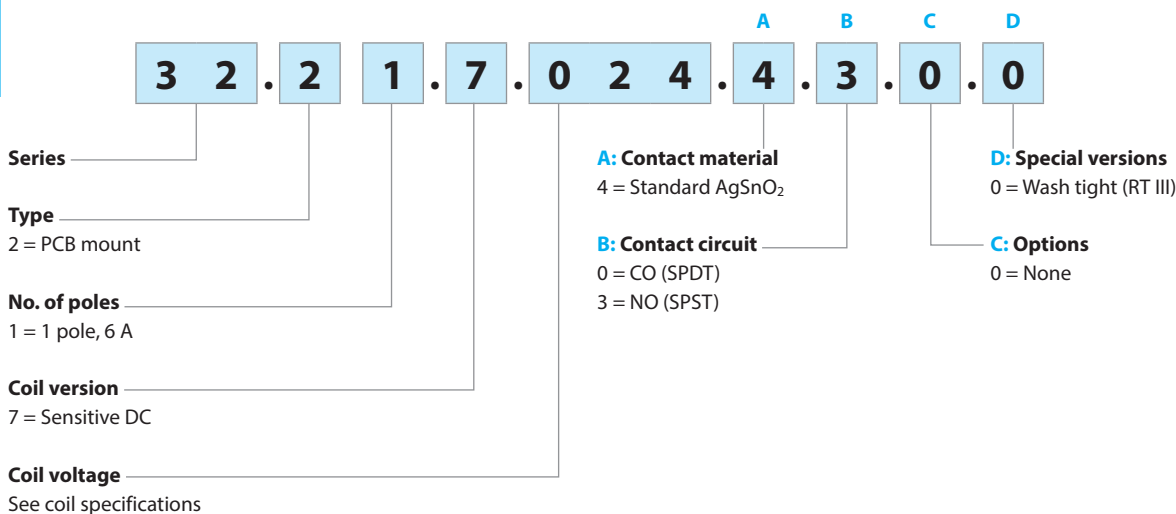 A B C D
3 2 . 2 1 . 7 . 0 2 4 . 4 . 3 . 0 . 0
Series
Type
2 = PCB mount
No. of poles
1 = 1 pole, 6 A
Coil version
7 = Sensitive DC
Coil voltage
See coil specifications
A: Contact material
4 = Standard AgSnO₂
B: Contact circuit
0 = CO (SPDT)
3 = NO (SPST)
D: Special versions
0 = Wash tight (RT III)
C: Options
0 = None